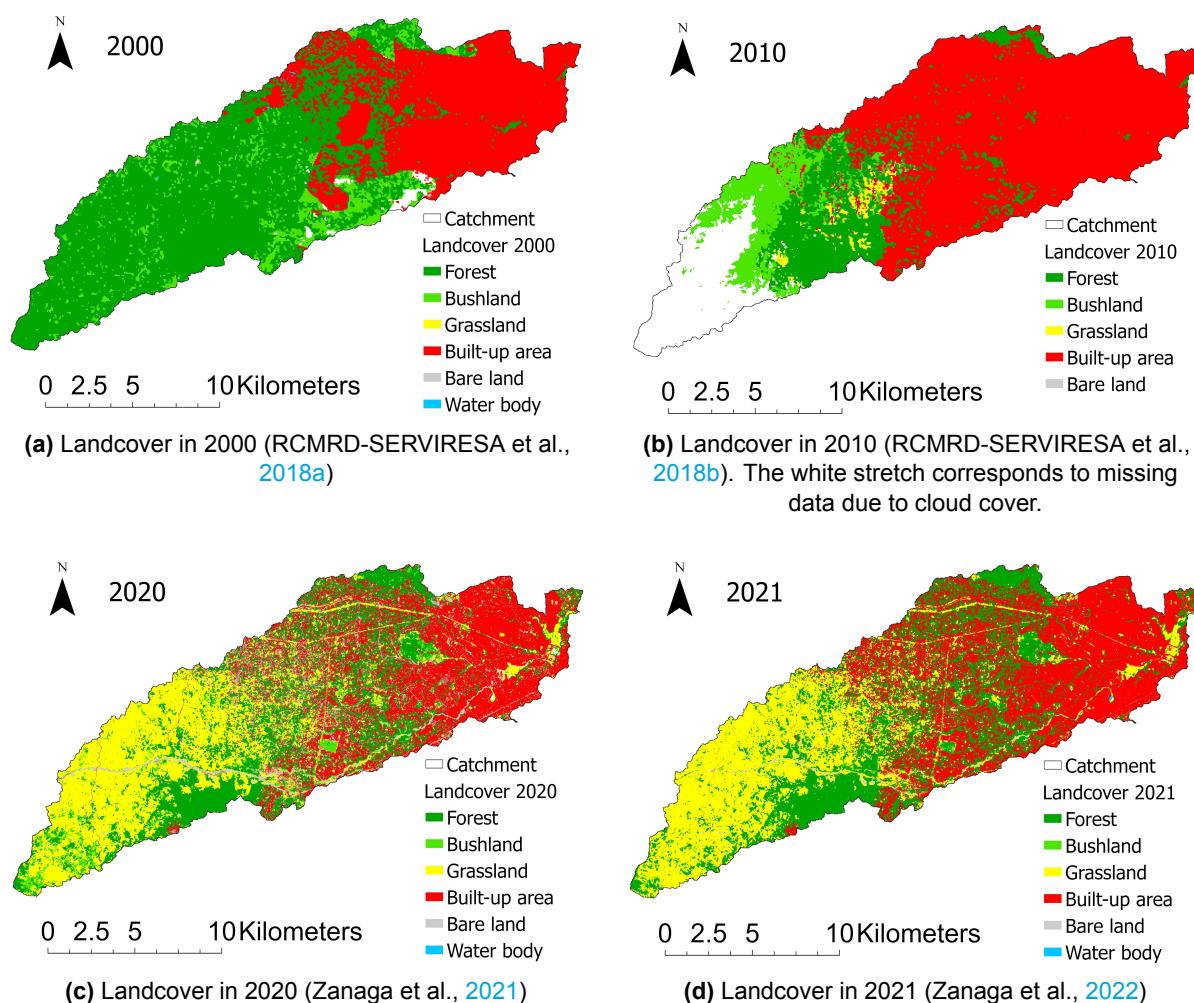 N
2000
Catchment
Landcover 2000
Forest
Bushland
Grassland
Built-up area
Bare land
Water body
0 2.5 5 10 Kilometers
(a) Landcover in 2000 (RCMRD-SERVIRESA et al.,
2018a)
N
2010
Catchment
Landcover 2010
Forest
Bushland
Grassland
Built-up area
Bare land
0 2.5 5 10 Kilometers
(b) Landcover in 2010 (RCMRD-SERVIRESA et al.,
2018b). The white stretch corresponds to missing
data due to cloud cover.
N
2020
Catchment
Landcover 2020
Forest
Bushland
Grassland
Built-up area
Bare land
Water body
0 2.5 5 10 Kilometers
(c) Landcover in 2020 (Zanaga et al., 2021)
N
2021
Catchment
Landcover 2021
Forest
Bushland
Grassland
Built-up area
Bare land
Water body
0 2.5 5 10 Kilometers
(d) Landcover in 2021 (Zanaga et al., 2022)